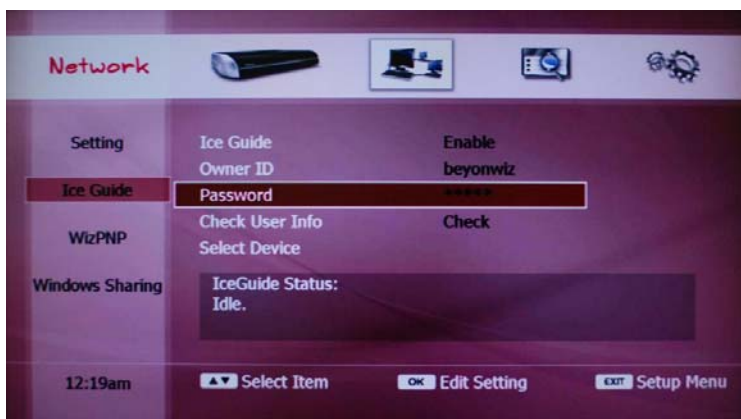 Network
Setting
Ice Guide
WizPNP
Windows Sharing
12:19am
Ice Guide Enable
Owner ID beyonwiz
Password *****
Check User Info Check
Select Device
IceGuide Status:
Idle.
▲▼ Select Item OK Edit Setting EXIT Setup Menu